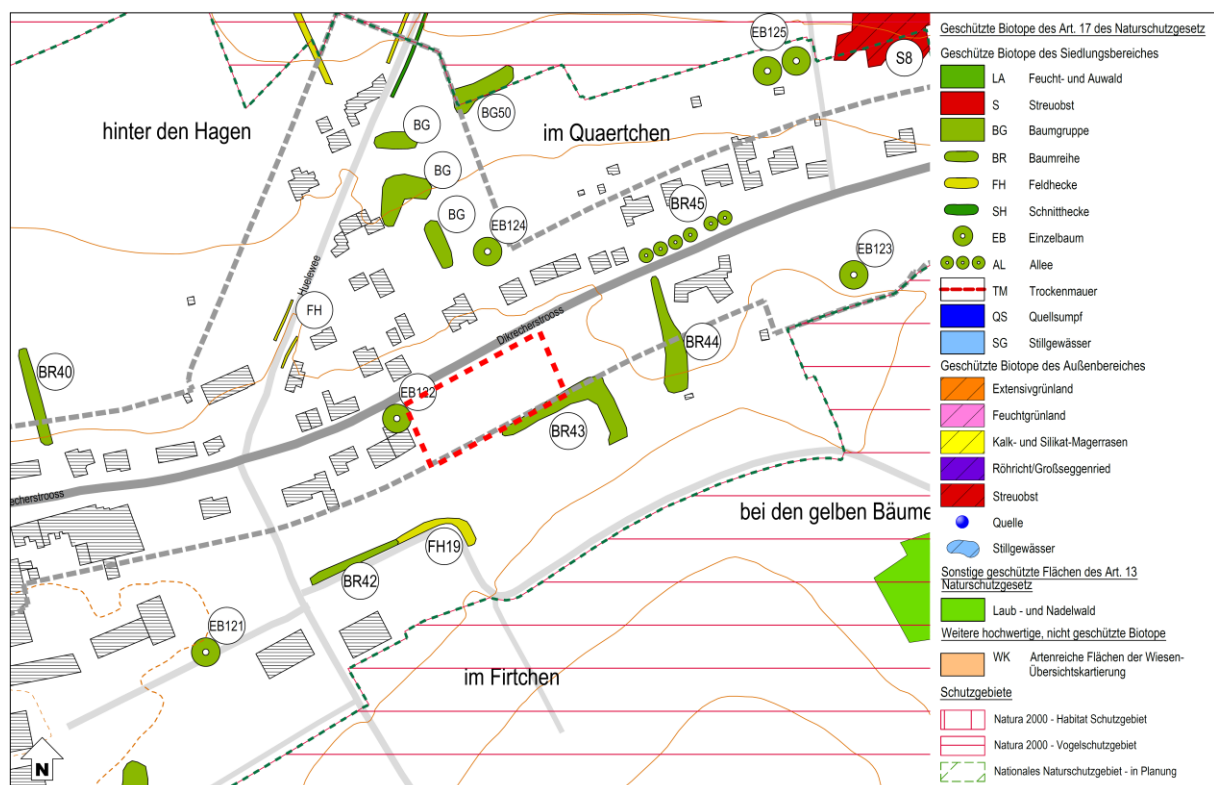 EB125
S8
hinter den Hagen
BG
BG50
im Quaertchen
BG
BR45
BG
EB124
EB123
Huelewee
FH
Dikrecherstrooss
BR44
BR40
BR43
bei den gelben Bäume
FH19
BR42
EB121
im Firtchen
N
Geschützte Biotope des Art. 17 des Naturschutzgesetz
Geschütze Biotope des Siedlungsbereiches
LA Feucht- und Auwald
S Streuobst
BG Baumgruppe
BR Baumreihe
FH Feldhecke
SH Schnitthecke
EB Einzelbaum
AL Allee
TM Trockenmauer
QS Quellsumpf
SG Stillgewässer
Geschützte Biotope des Außenbereiches
Extensivgrünland
Feuchtgrünland
Kalk- und Silikat-Magerrasen
Röhricht/Großseggenried
Streuobst
Quelle
Stillgewässer
Sonstige geschützte Flächen des Art. 13
Naturschutzgesetz
Laub - und Nadelwald
Weitere hochwertige, nicht geschützte Biotope
WK Artenreiche Flächen der Wiesen-
Übersichtskartierung
Schutzgebiete
Natura 2000 - Habitat Schutzgebiet
Natura 2000 - Vogelschutzgebiet
Nationales Naturschutzgebiet - in Planung